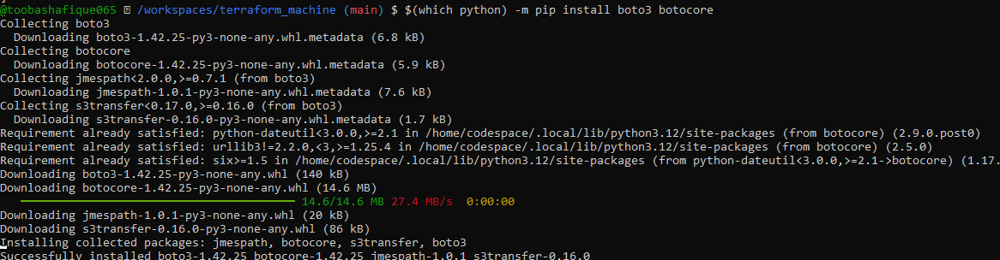 @toobashafique065 /workspaces/terraform_machine (main) $ $(which python) -m pip install boto3 botocore
Collecting boto3
  Downloading boto3-1.42.25-py3-none-any.whl.metadata (6.8 kB)
Collecting botocore
  Downloading botocore-1.42.25-py3-none-any.whl.metadata (5.9 kB)
Collecting jmespath<2.0.0,>=0.7.1 (from boto3)
  Downloading jmespath-1.0.1-py3-none-any.whl.metadata (7.6 kB)
Collecting s3transfer<0.17.0,>=0.16.0 (from boto3)
  Downloading s3transfer-0.16.0-py3-none-any.whl.metadata (1.7 kB)
Requirement already satisfied: python-dateutil<3.0.0,>=2.1 in /home/codespace/.local/lib/python3.12/site-packages (from botocore) (2.9.0.post0)
Requirement already satisfied: urllib3!=2.2.0,<3,>=1.25.4 in /home/codespace/.local/lib/python3.12/site-packages (from botocore) (2.5.0)
Requirement already satisfied: six>=1.5 in /home/codespace/.local/lib/python3.12/site-packages (from python-dateutil<3.0.0,>=2.1->botocore) (1.17.
Downloading boto3-1.42.25-py3-none-any.whl (140 kB)
Downloading botocore-1.42.25-py3-none-any.whl (14.6 MB)
14.6/14.6 MB 27.4 MB/s  0:00:00
Downloading jmespath-1.0.1-py3-none-any.whl (20 kB)
Downloading s3transfer-0.16.0-py3-none-any.whl (86 kB)
Installing collected packages: jmespath, botocore, s3transfer, boto3
Successfully installed boto3-1.42.25 botocore-1.42.25 jmespath-1.0.1 s3transfer-0.16.0